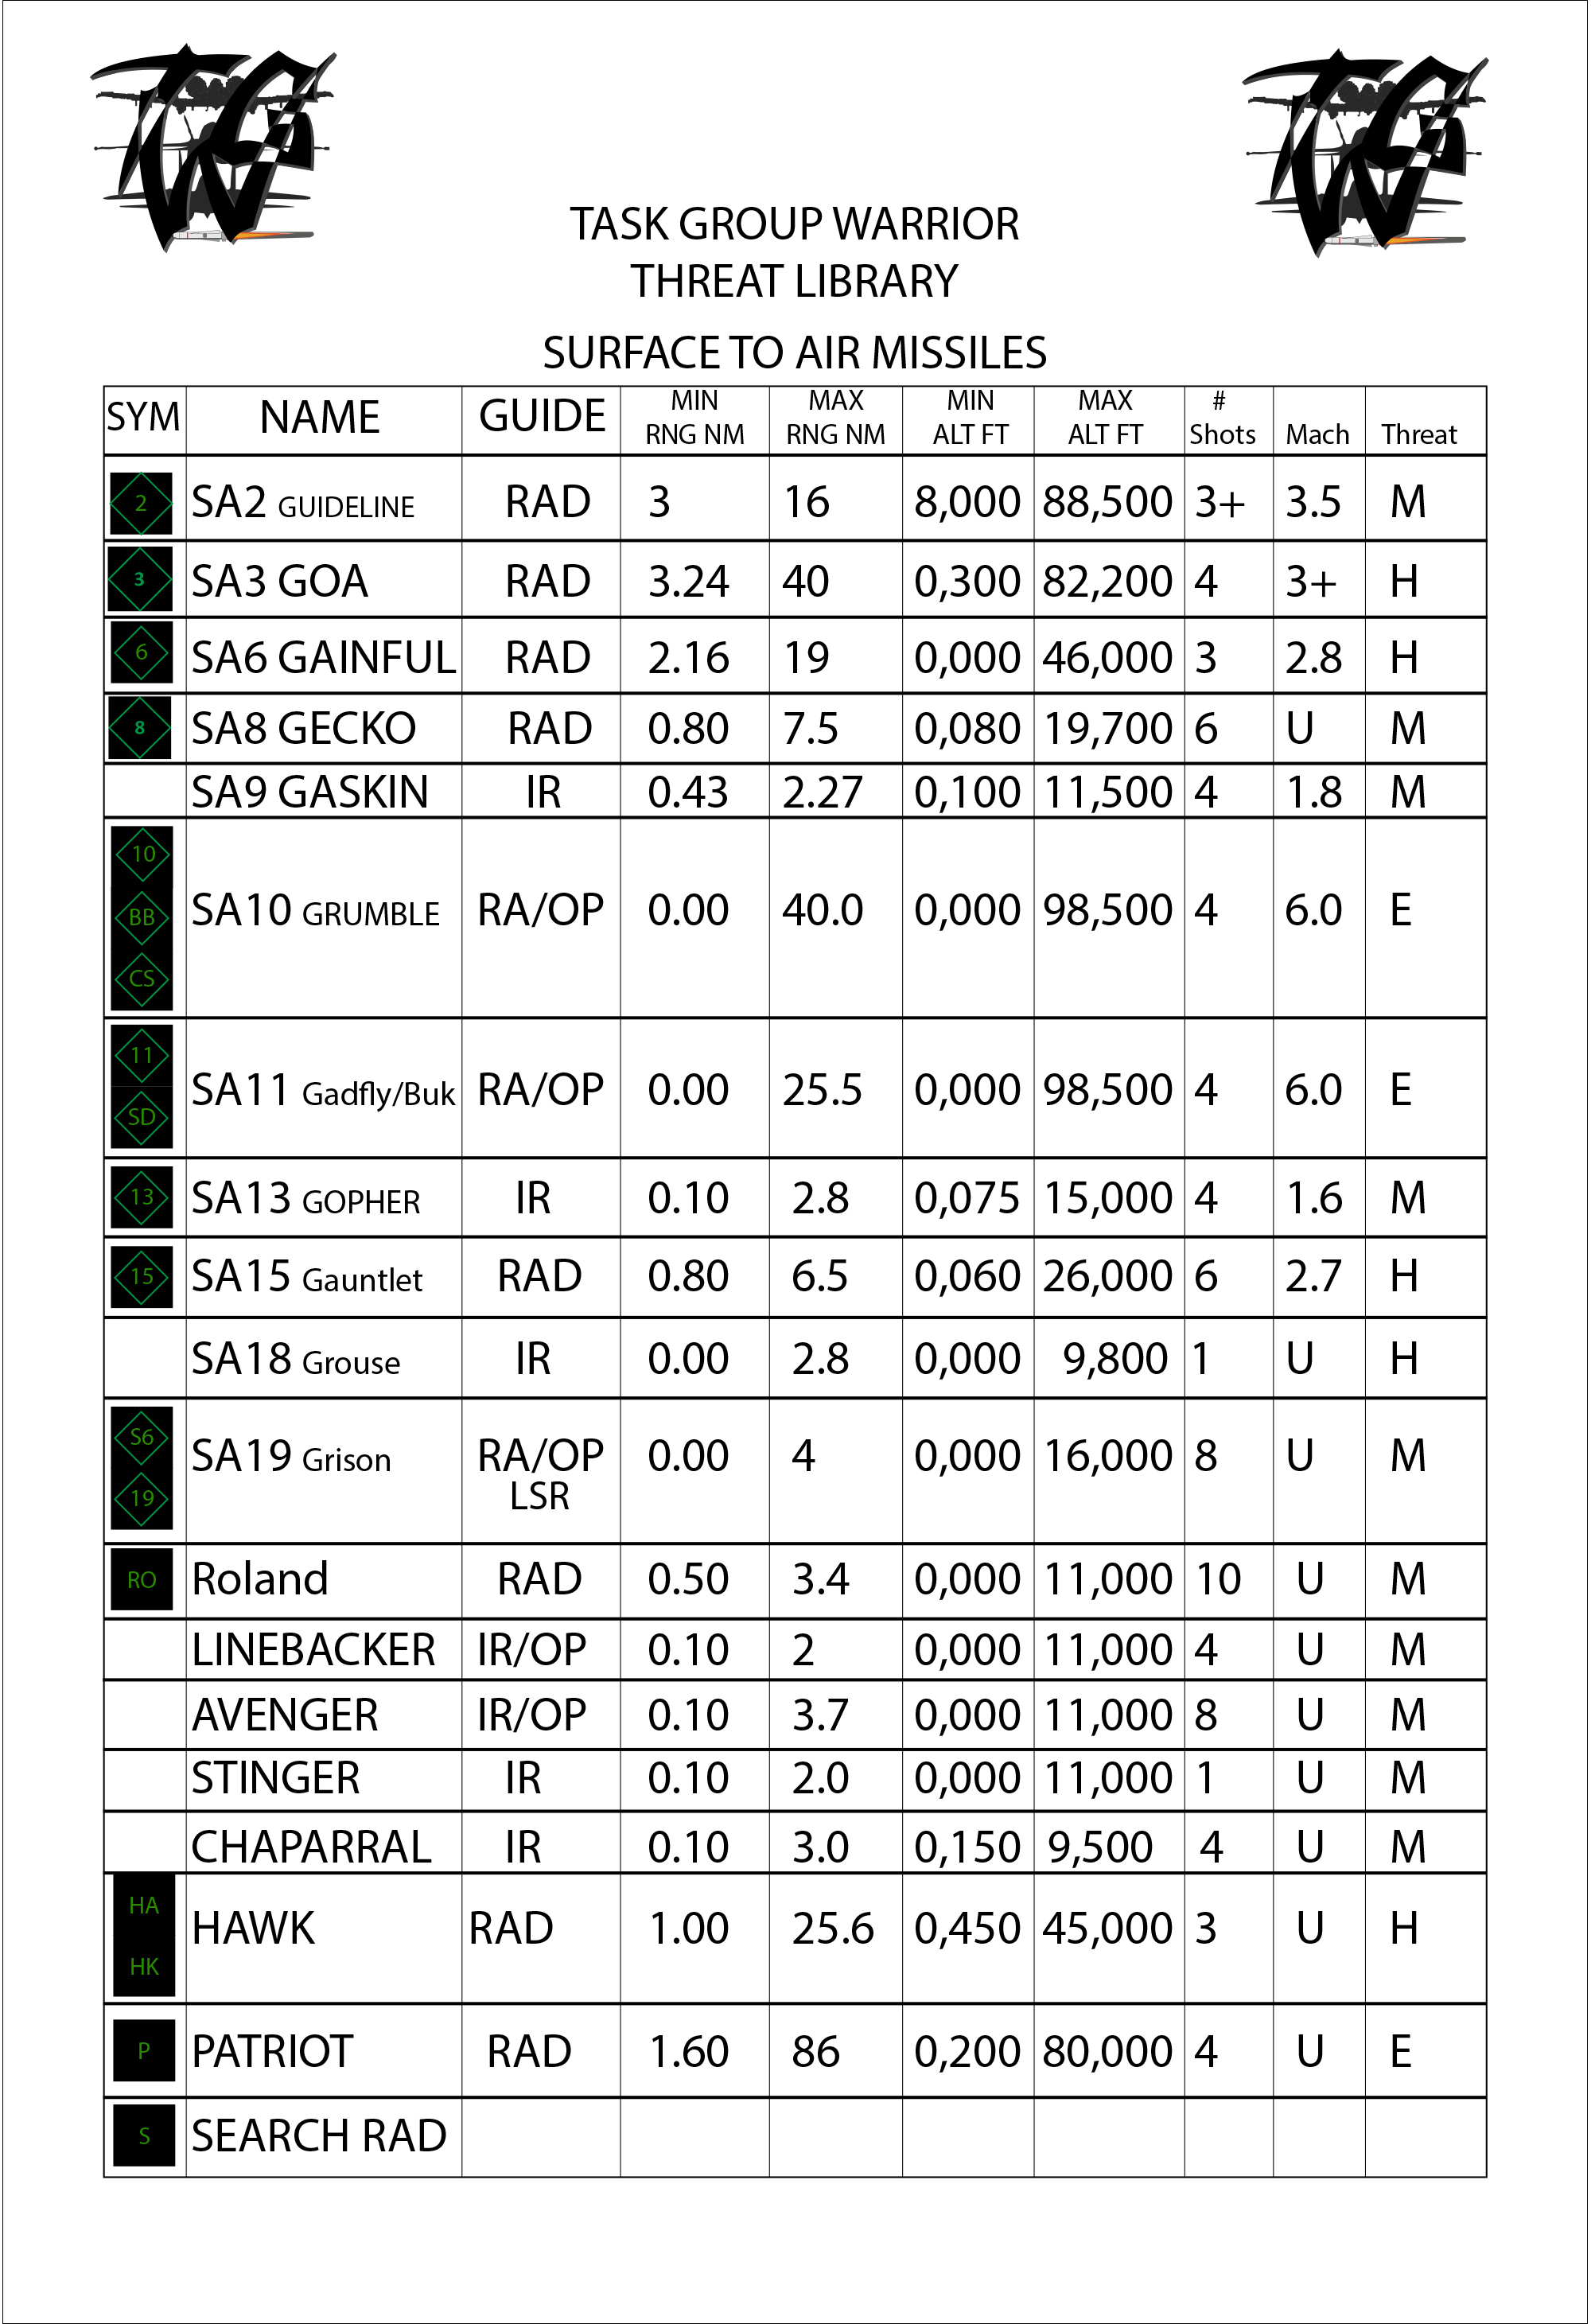 TASK GROUP WARRIOR
THREAT LIBRARY
SURFACE TO AIR MISSILES
SYM NAME GUIDE MIN RNG NM MAX RNG NM MIN ALT FT MAX ALT FT # Shots Mach Threat
2 SA2 GUIDELINE RAD 3 16 8,000 88,500 3+ 3.5 M
3 SA3 GOA RAD 3.24 40 0,300 82,200 4 3+ H
6 SA6 GAINFUL RAD 2.16 19 0,000 46,000 3 2.8 H
8 SA8 GECKO RAD 0.80 7.5 0,080 19,700 6 U M
SA9 GASKIN IR 0.43 2.27 0,100 11,500 4 1.8 M
10
BB SA10 GRUMBLE RA/OP 0.00 40.0 0,000 98,500 4 6.0 E
CS
11
SA11 Gadfly/Buk RA/OP 0.00 25.5 0,000 98,500 4 6.0 E
SD
13 SA13 GOPHER IR 0.10 2.8 0,075 15,000 4 1.6 M
15 SA15 Gauntlet RAD 0.80 6.5 0,060 26,000 6 2.7 H
SA18 Grouse IR 0.00 2.8 0,000 9,800 1 U H
S6 SA19 Grison RA/OP 0.00 4 0,000 16,000 8 U M
19 LSR
RO Roland RAD 0.50 3.4 0,000 11,000 10 U M
LINEBACKER IR/OP 0.10 2 0,000 11,000 4 U M
AVENGER IR/OP 0.10 3.7 0,000 11,000 8 U M
STINGER IR 0.10 2.0 0,000 11,000 1 U M
CHAPARRAL IR 0.10 3.0 0,150 9,500 4 U M
HA
HAWK RAD 1.00 25.6 0,450 45,000 3 U H
HK
P PATRIOT RAD 1.60 86 0,200 80,000 4 U E
S SEARCH RAD